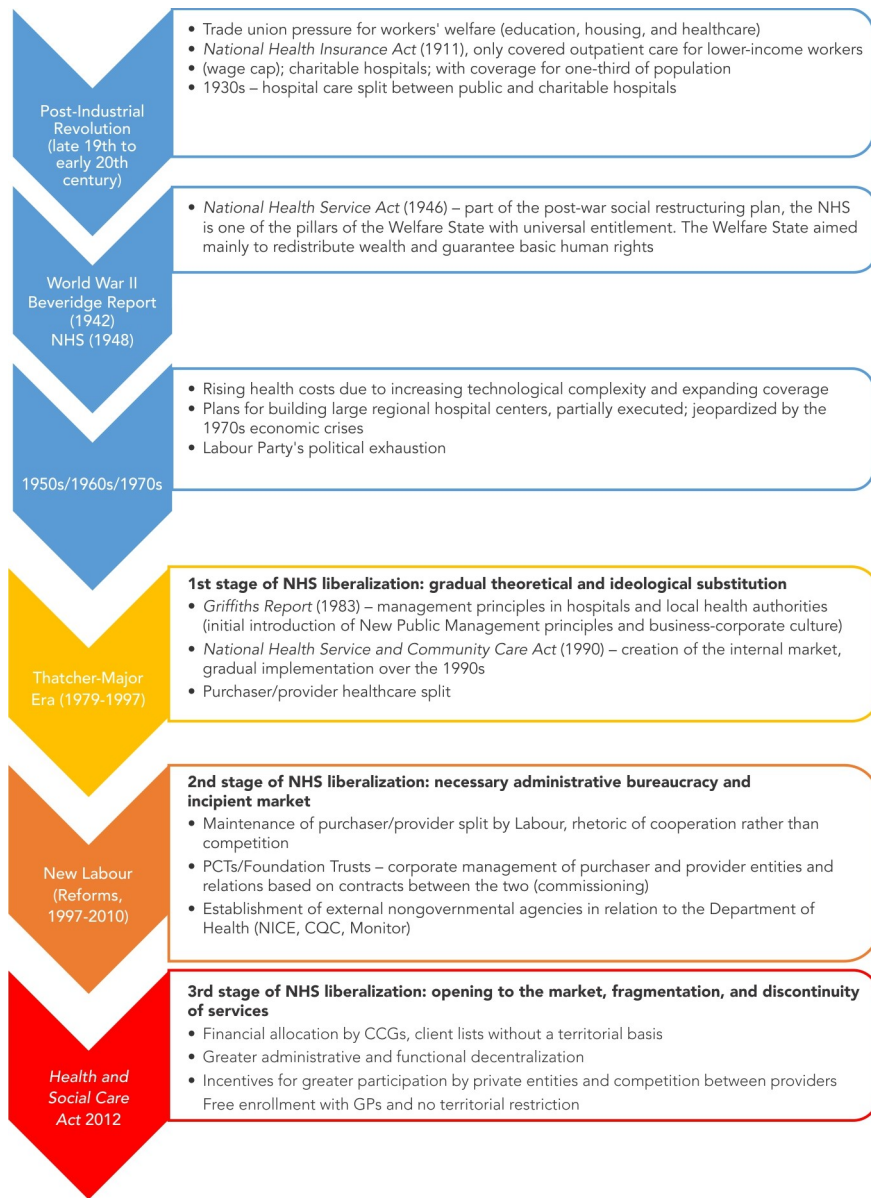 Post-Industrial
Revolution
(late 19th to
early 20th
century)
• Trade union pressure for workers' welfare (education, housing, and healthcare)
• National Health Insurance Act (1911), only covered outpatient care for lower-income workers
• (wage cap); charitable hospitals; with coverage for one-third of population
• 1930s – hospital care split between public and charitable hospitals
World War II
Beveridge Report
(1942)
NHS (1948)
• National Health Service Act (1946) – part of the post-war social restructuring plan, the NHS
is one of the pillars of the Welfare State with universal entitlement. The Welfare State aimed
mainly to redistribute wealth and guarantee basic human rights
1950s/1960s/1970s
• Rising health costs due to increasing technological complexity and expanding coverage
• Plans for building large regional hospital centers, partially executed; jeopardized by the
1970s economic crises
• Labour Party's political exhaustion
Thatcher-Major
Era (1979-1997)
1st stage of NHS liberalization: gradual theoretical and ideological substitution
• Griffiths Report (1983) – management principles in hospitals and local health authorities
(initial introduction of New Public Management principles and business-corporate culture)
• National Health Service and Community Care Act (1990) – creation of the internal market,
gradual implementation over the 1990s
• Purchaser/provider healthcare split
New Labour
(Reforms,
1997-2010)
2nd stage of NHS liberalization: necessary administrative bureaucracy and
incipient market
• Maintenance of purchaser/provider split by Labour, rhetoric of cooperation rather than
competition
• PCTs/Foundation Trusts – corporate management of purchaser and provider entities and
relations based on contracts between the two (commissioning)
• Establishment of external nongovernmental agencies in relation to the Department of
Health (NICE, CQC, Monitor)
Health and
Social Care
Act 2012
3rd stage of NHS liberalization: opening to the market, fragmentation, and discontinuity
of services
• Financial allocation by CCGs, client lists without a territorial basis
• Greater administrative and functional decentralization
• Incentives for greater participation by private entities and competition between providers
Free enrollment with GPs and no territorial restriction